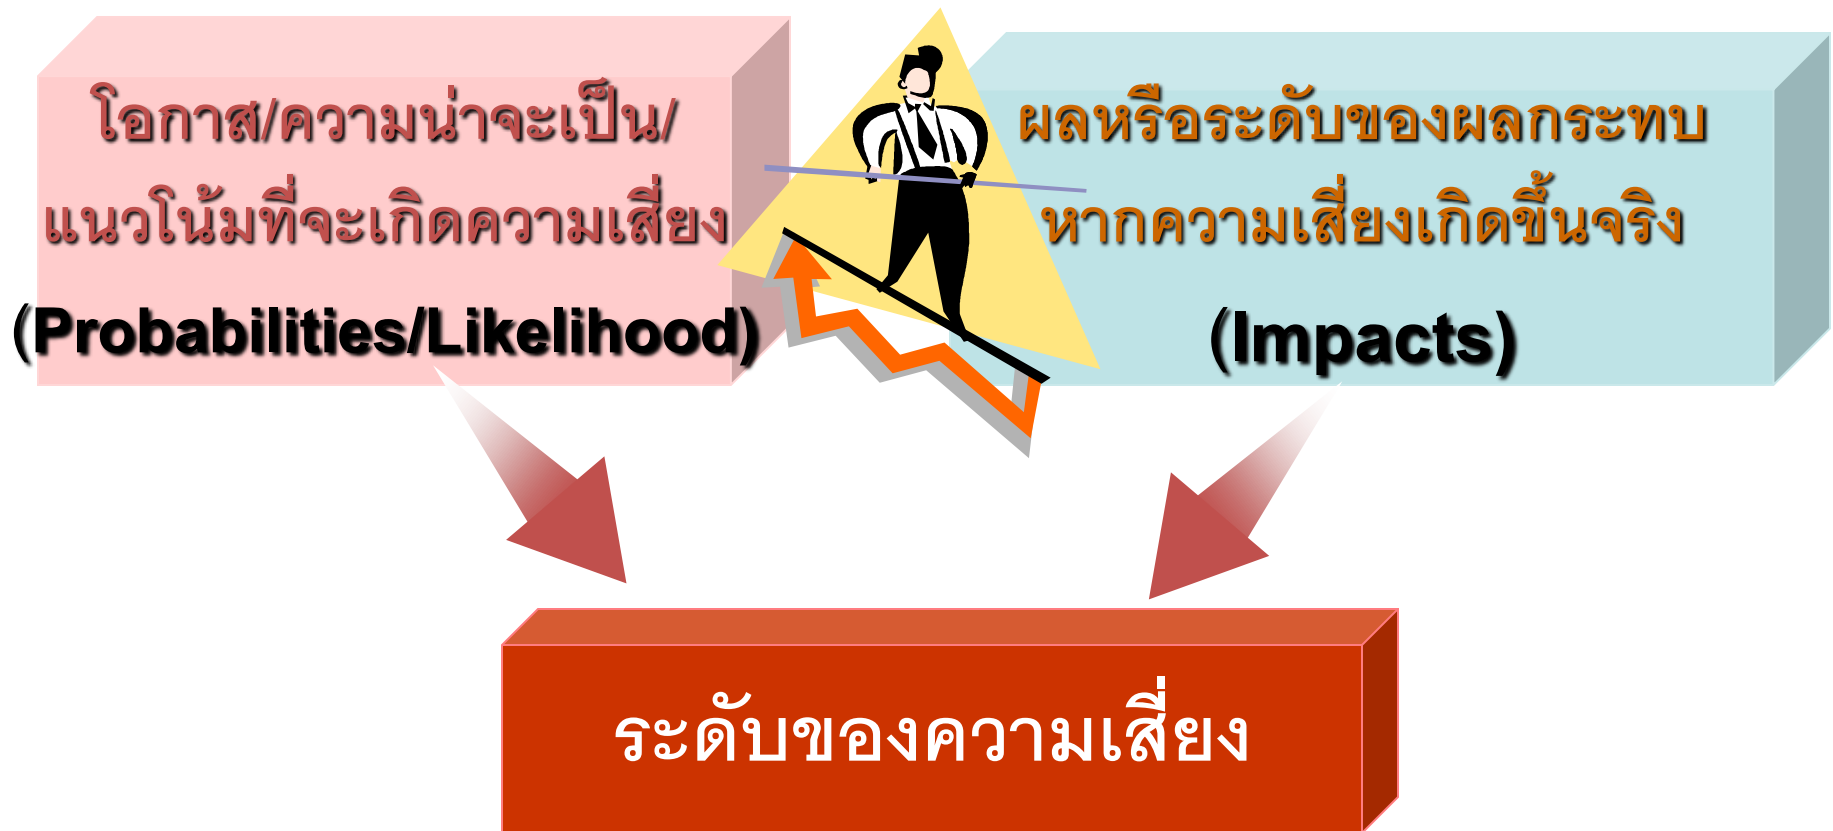 โอกาส/ความน่าจะเป็น/
แนวโน้มที่จะเกิดความเสี่ยง
(Probabilities/Likelihood)
ผลหรือระดับของผลกระทบ
หากความเสี่ยงเกิดขึ้นจริง
(Impacts)
ระดับของความเสี่ยง